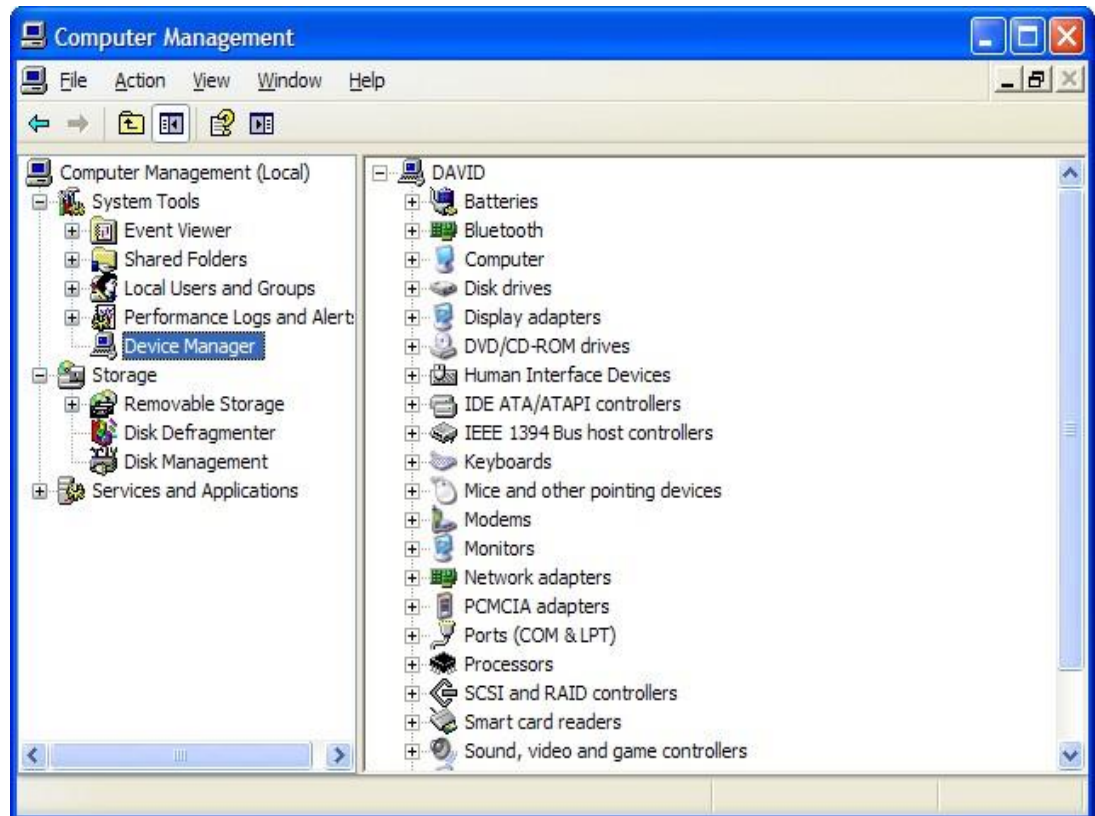 Computer Management
File Action View Window Help
Computer Management (Local)
System Tools
Event Viewer
Shared Folders
Local Users and Groups
Performance Logs and Alert
Device Manager
Storage
Removable Storage
Disk Defragmenter
Disk Management
Services and Applications
DAVID
Batteries
Bluetooth
Computer
Disk drives
Display adapters
DVD/CD-ROM drives
Human Interface Devices
IDE ATA/ATAPI controllers
IEEE 1394 Bus host controllers
Keyboards
Mice and other pointing devices
Modems
Monitors
Network adapters
PCMCIA adapters
Ports (COM & LPT)
Processors
SCSI and RAID controllers
Smart card readers
Sound, video and game controllers